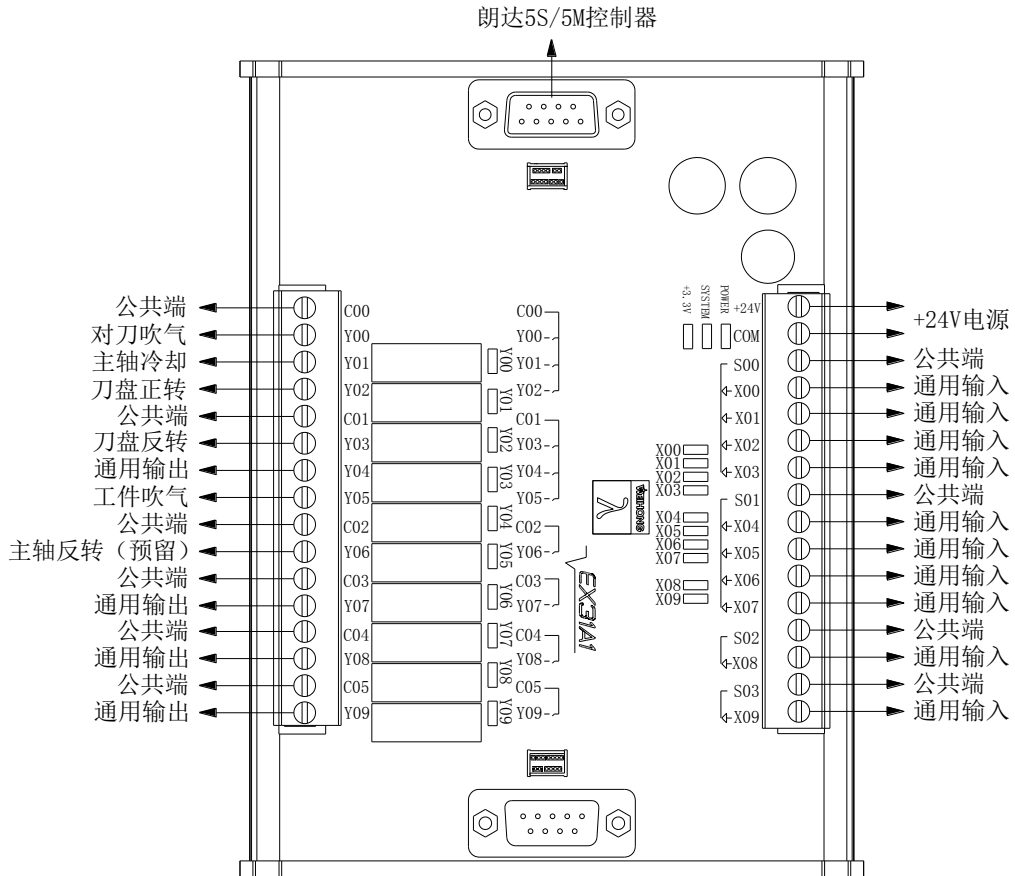 朗达5S/5M控制器
公共端
对刀吹气
主轴冷却
刀盘正转
公共端
刀盘反转
通用输出
工件吹气
公共端
主轴反转（预留）
公共端
通用输出
公共端
通用输出
公共端
通用输出
C00
Y00
Y01
Y02
C01
Y03
Y04
Y05
C02
Y06
C03
Y07
C04
Y08
C05
Y09
Y00
Y01
Y02
Y03
Y04
Y05
Y06
Y07
Y08
Y09
C00
Y00
Y01
Y02
C01
Y03
Y04
Y05
C02
Y06
C03
Y07
C04
Y08
C05
Y09
EX31A1
WEIHONG
X00
X01
X02
X03
X04
X05
X06
X07
X08
X09
+3.3V
SYSTEM
POWER
+24V
COM
S00
X00
X01
X02
X03
S01
X04
X05
X06
X07
S02
X08
S03
X09
+24V电源
公共端
通用输入
通用输入
通用输入
通用输入
公共端
通用输入
通用输入
通用输入
通用输入
公共端
通用输入
公共端
通用输入